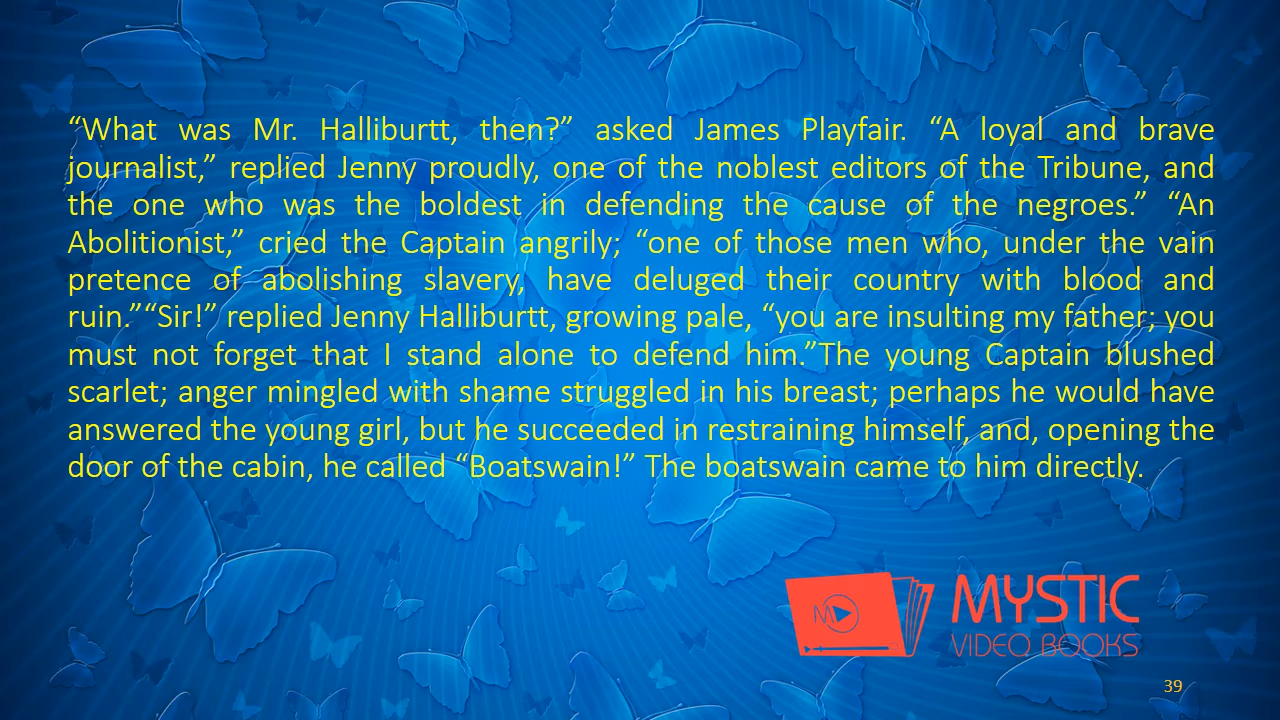 “What was Mr. Halliburtt, then?” asked James Playfair. “A loyal and brave
journalist,” replied Jenny proudly, one of the noblest editors of the Tribune, and
the one who was the boldest in defending the cause of the negroes.” “An
Abolitionist,” cried the Captain angrily; “one of those men who, under the vain
pretence of abolishing slavery, have deluged their country with blood and
ruin.”“Sir!” replied Jenny Halliburtt, growing pale, “you are insulting my father; you
must not forget that I stand alone to defend him.”The young Captain blushed
scarlet; anger mingled with shame struggled in his breast; perhaps he would have
answered the young girl, but he succeeded in restraining himself, and, opening the
door of the cabin, he called “Boatswain!” The boatswain came to him directly.
MYSTIC
VIDEO BOOKS
39